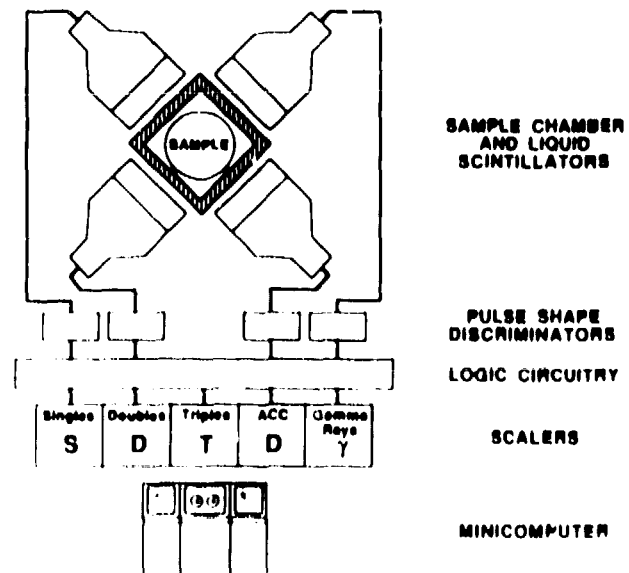 SAMPLE
SAMPLE CHAMBER
AND LIQUID
SCINTILLATORS
PULSE SHAPE
DISCRIMINATORS
LOGIC CIRCUITRY
Singles Doubles Triples ACC Gamma
Rays
S D T D γ
SCALERS
MINICOMPUTER